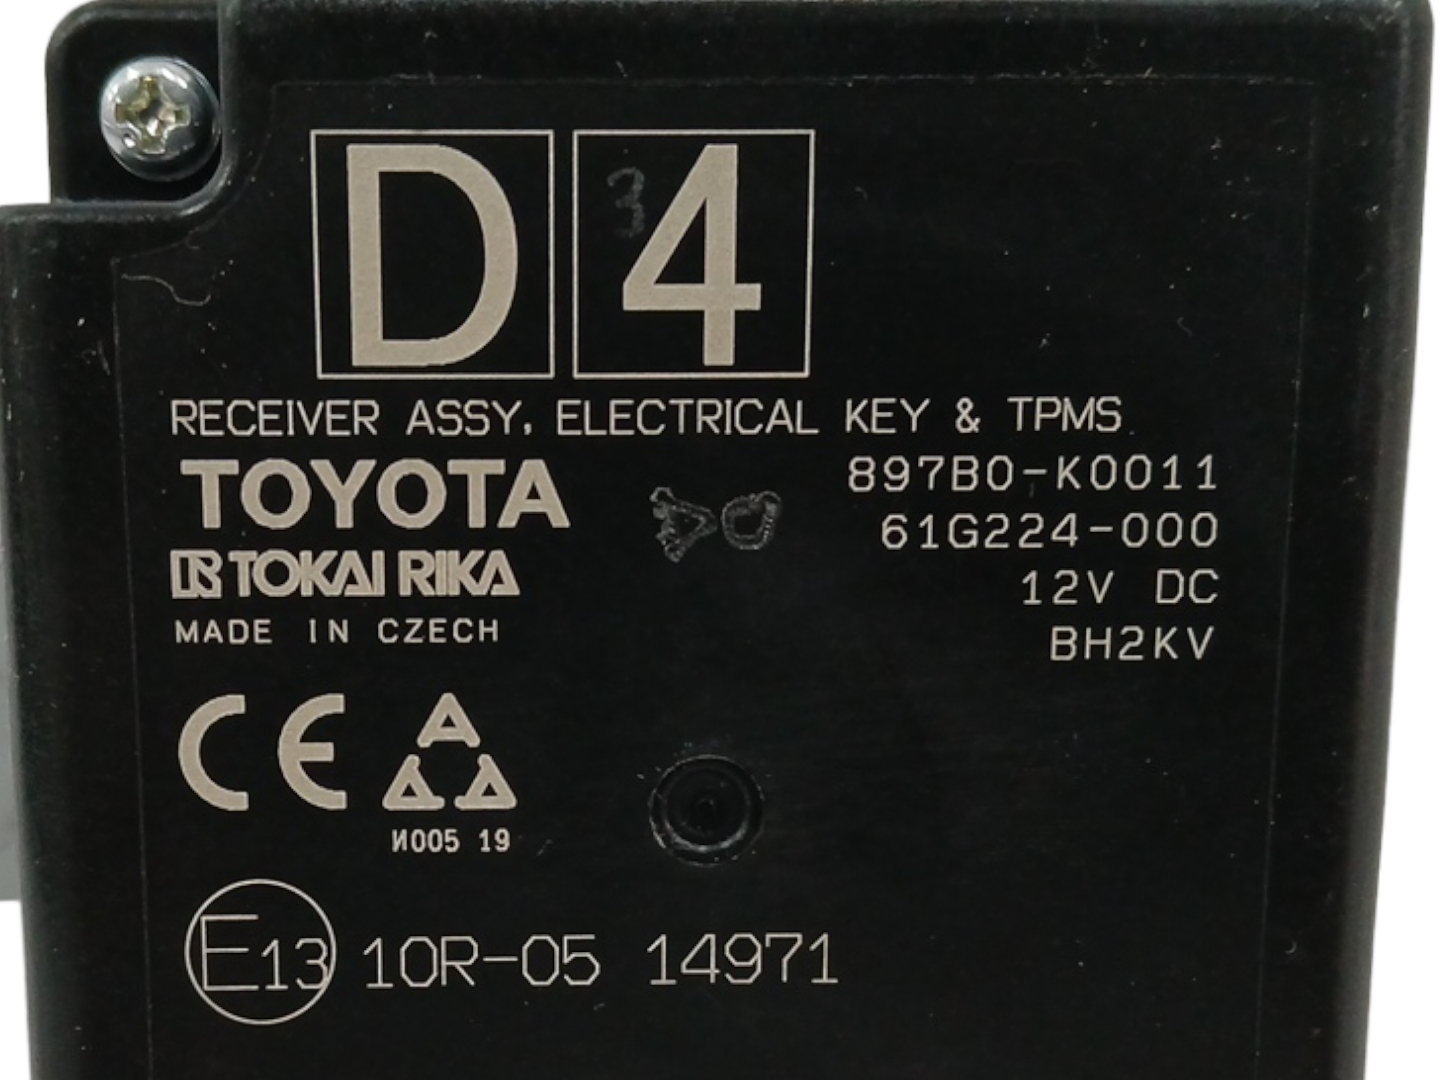 D 4
3
RECEIVER ASSY, ELECTRICAL KEY & TPMS
TOYOTA
897B0-K0011
61G224-000
TOKAI RIKA
12V DC
MADE IN CZECH
BH2KV
CE
AAA
И005 19
E13 10R-05 14971